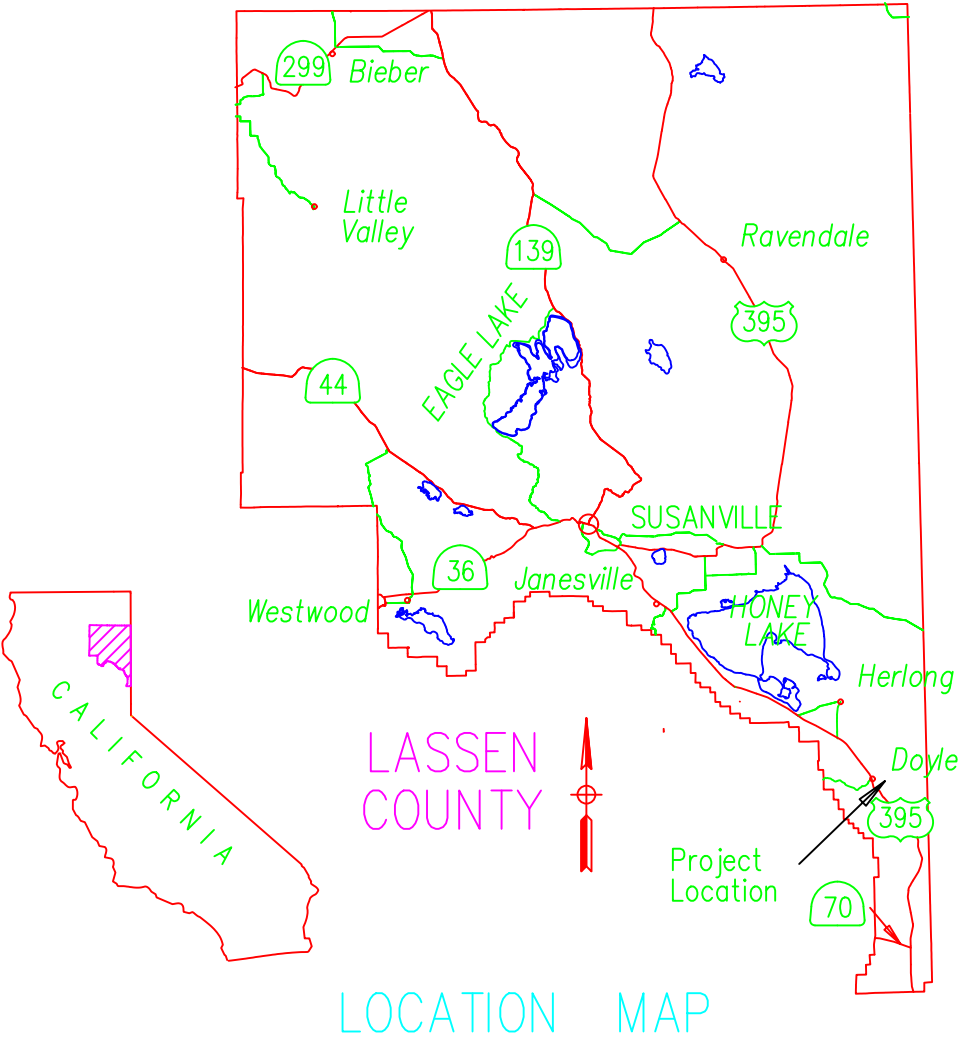 299
Bieber
Little
Valley
139
Ravendale
395
EAGLE LAKE
44
SUSANVILLE
36
Janesville
Westwood
HONEY
LAKE
Herlong
CALIFORNIA
LASSEN
COUNTY
Doyle
395
Project
Location
70
LOCATION MAP